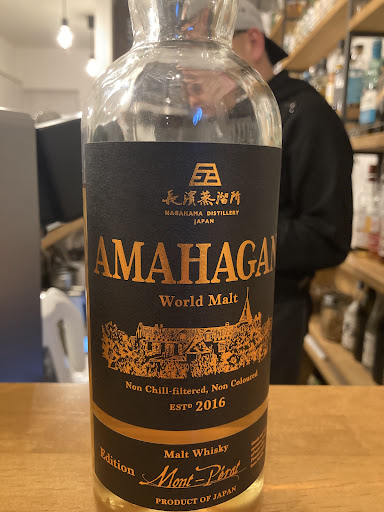 長濱蒸溜所
NAGAHAMA DISTILLERY
JAPAN
AMAHAGAN
World Malt
Non Chill-filtered, Non Coloured
ESTD 2016
Malt Whisky
Edition
Mont-Pérat
PRODUCT OF JAPAN